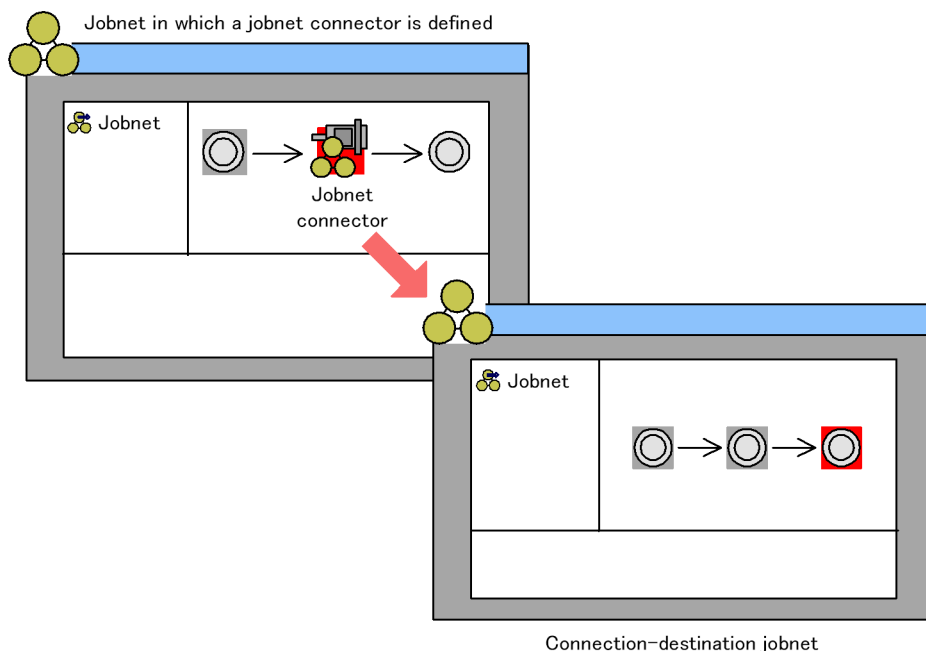 Jobnet in which a jobnet connector is defined
Jobnet
Jobnet
connector
Jobnet
Connection-destination jobnet